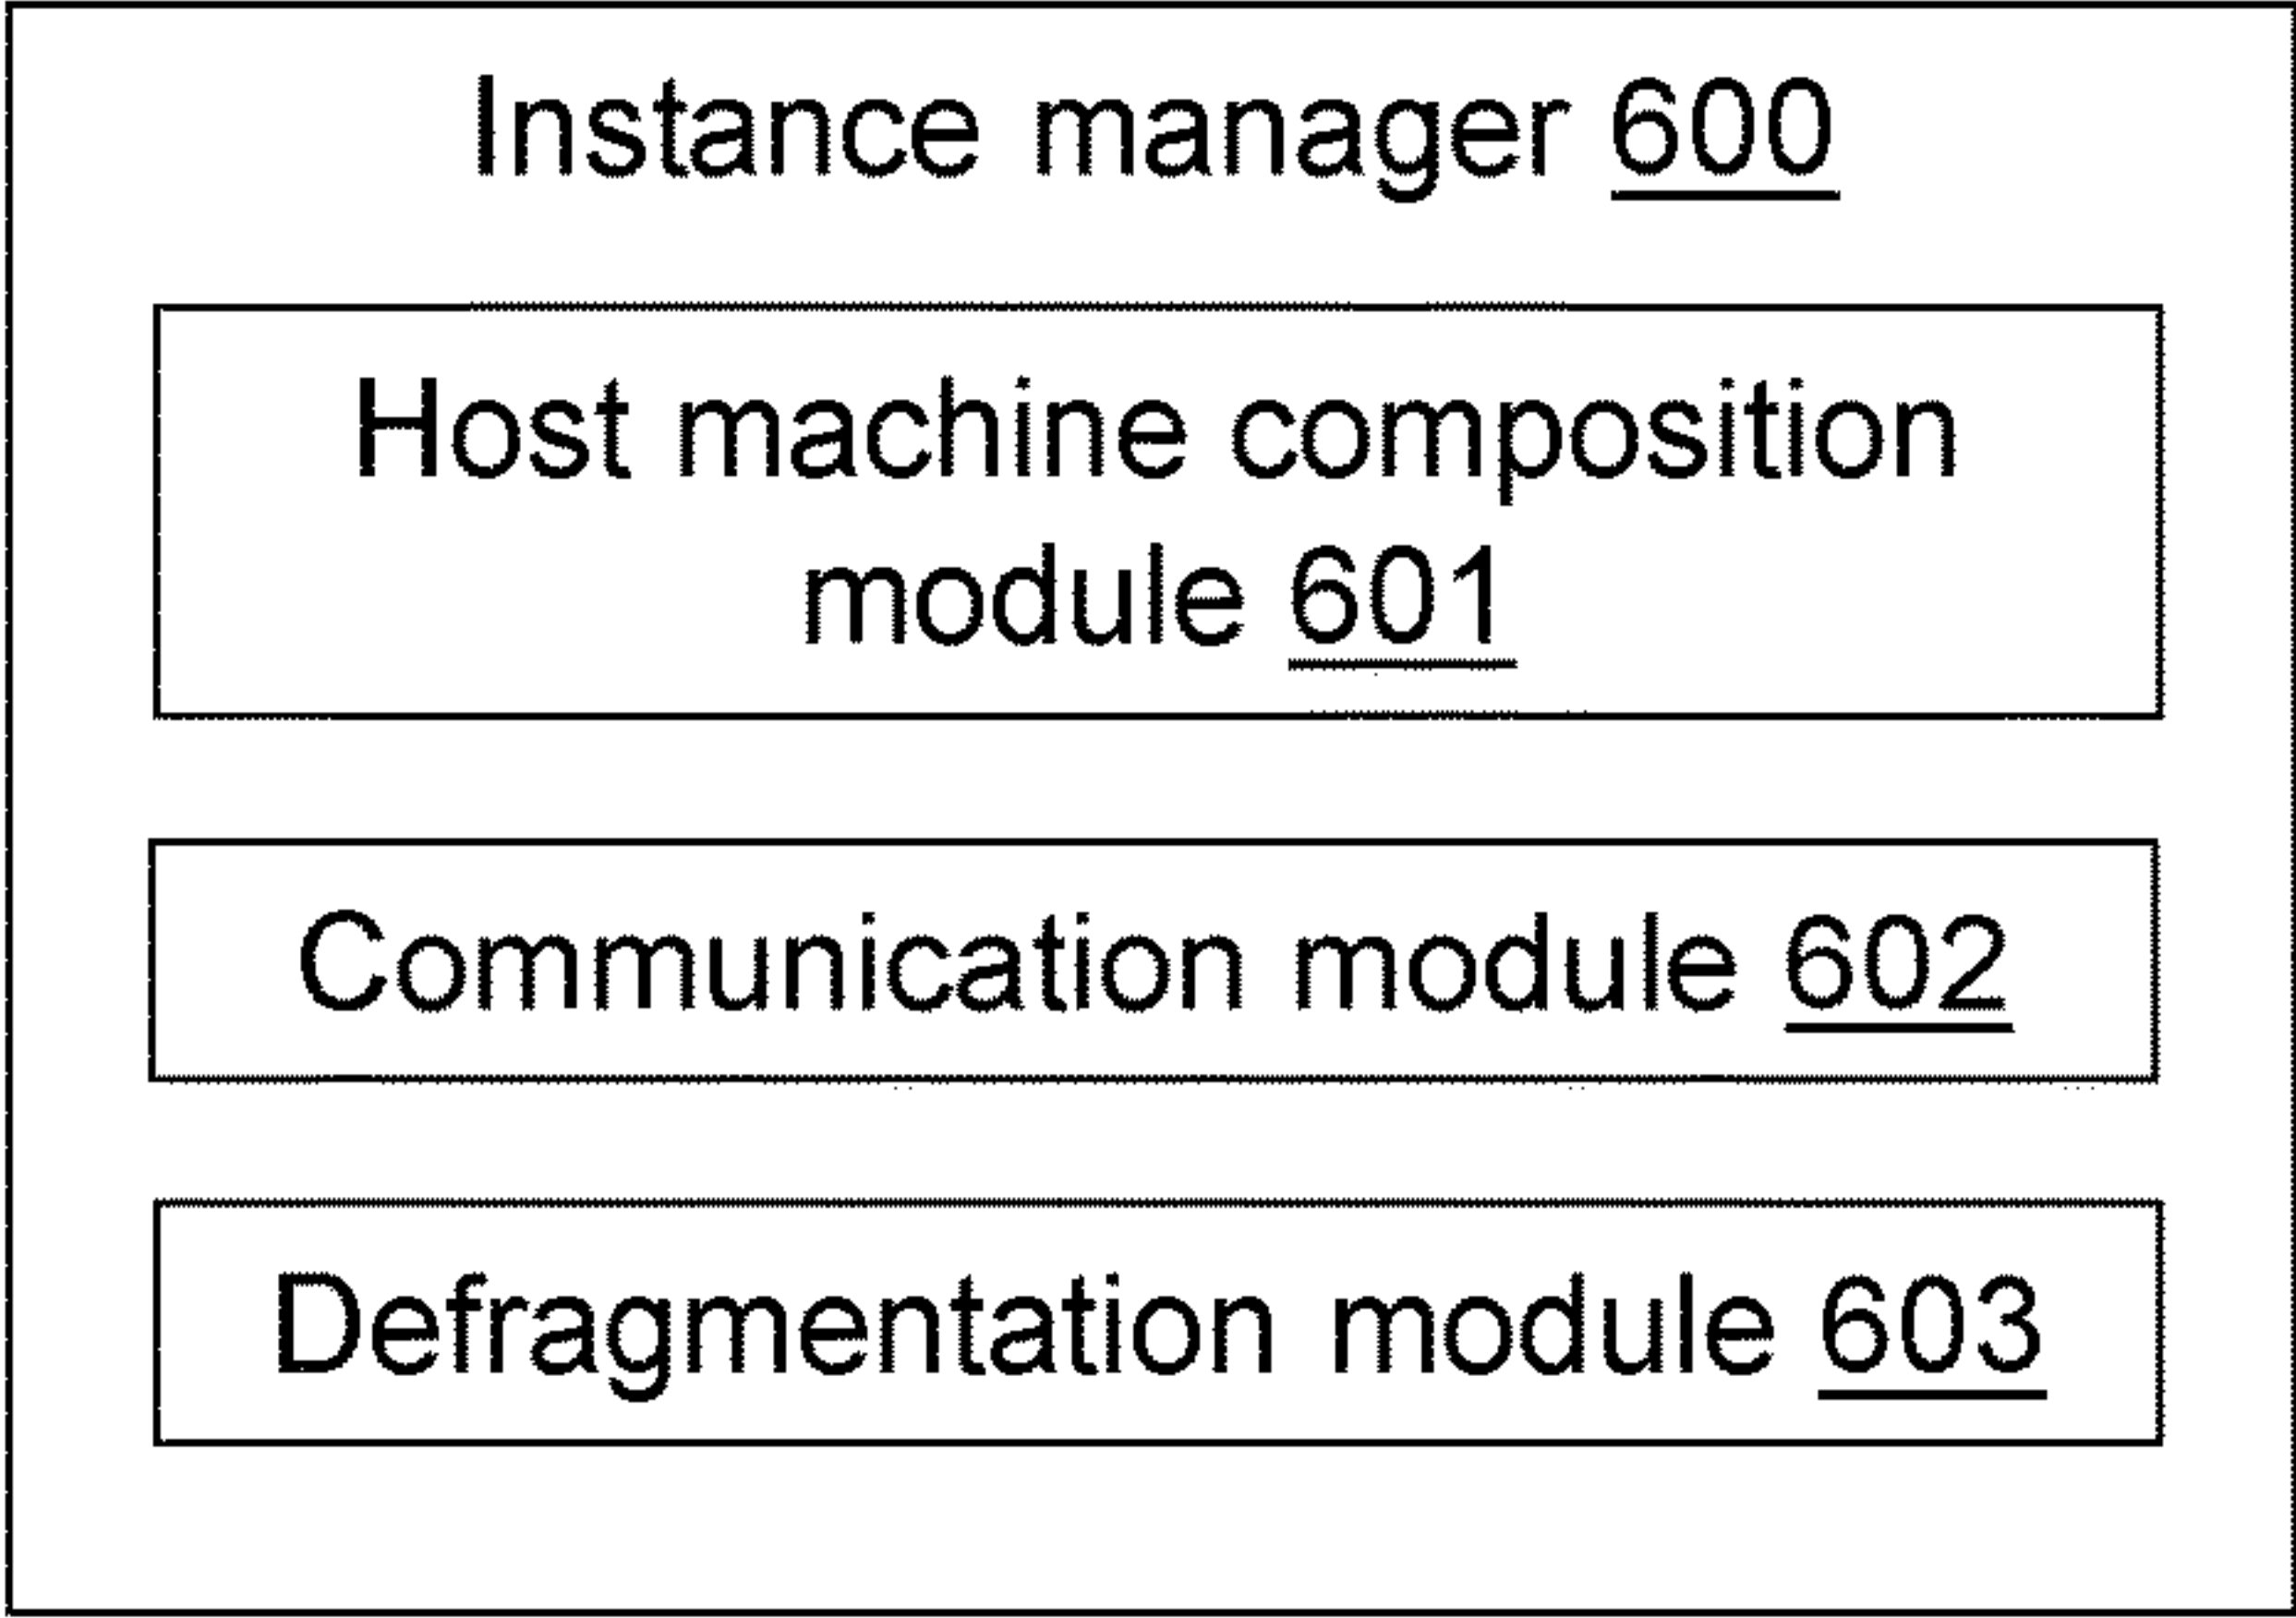 Instance manager 600
Host machine composition
module 601
Communication module 602
Defragmentation module 603